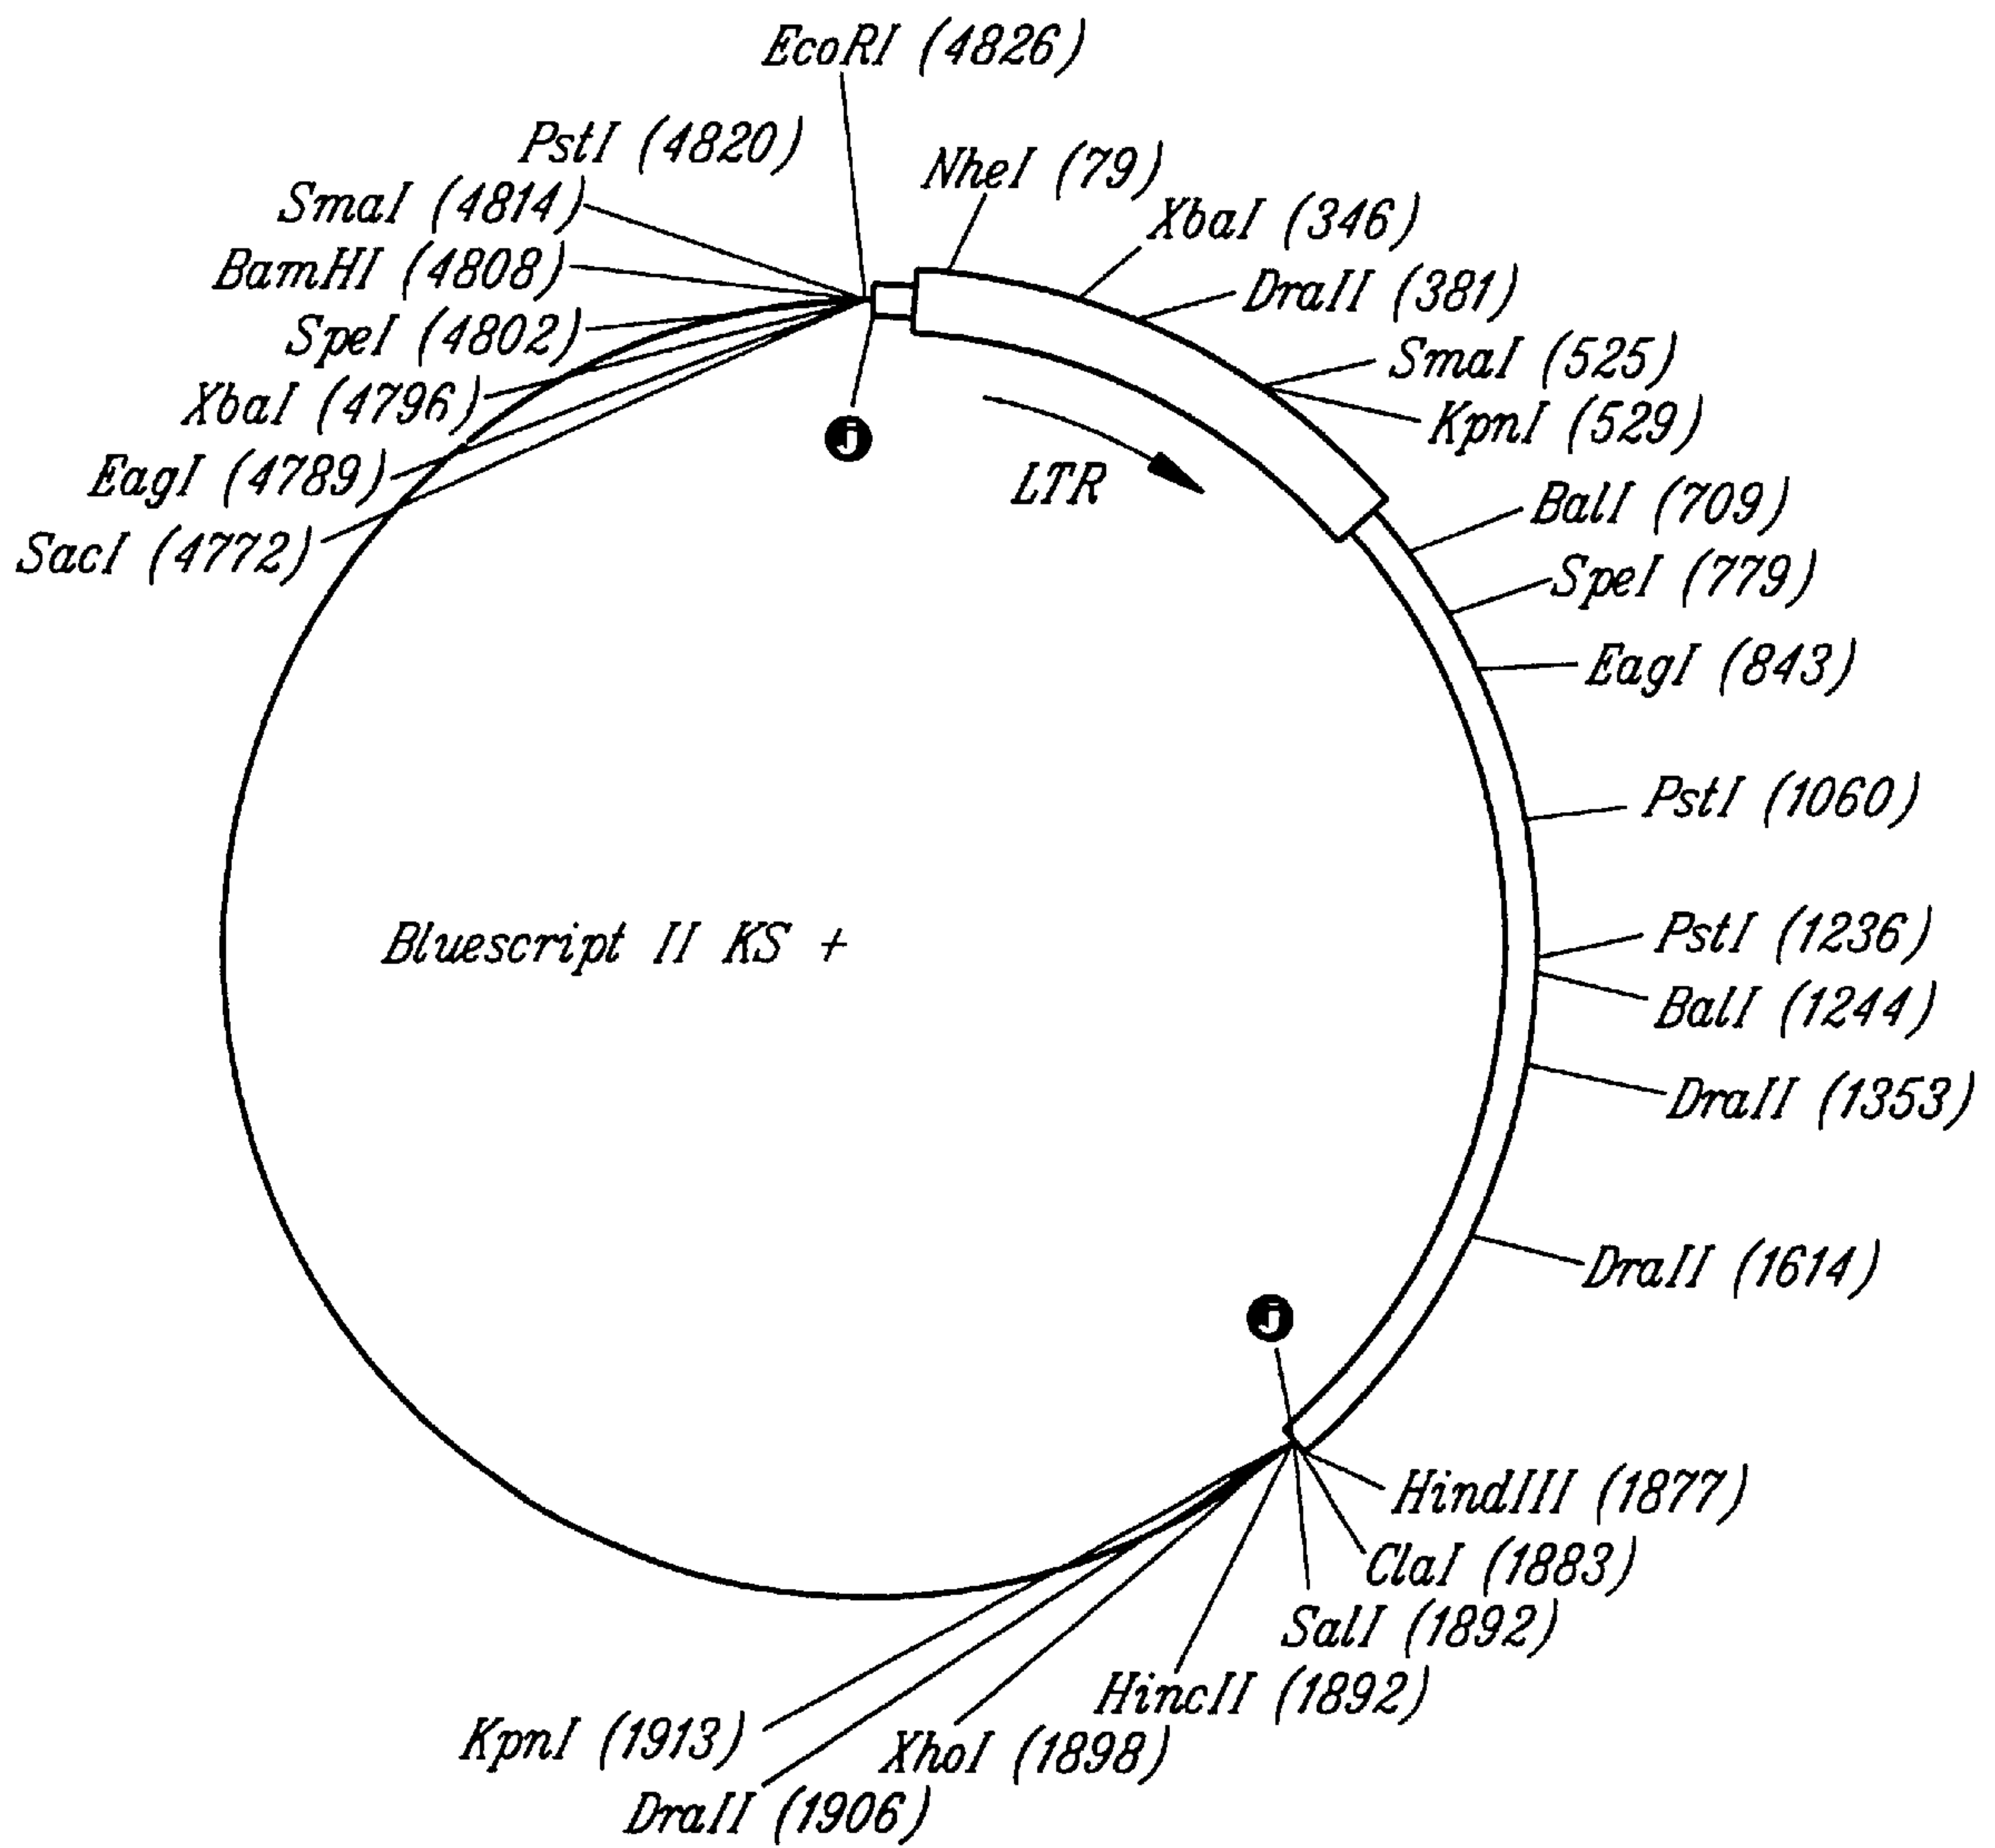 EcoRI (4826)
PstI (4820)
NheI (79)
SmaI (4814)
XbaI (346)
BamHI (4808)
DraII (381)
SpeI (4802)
SmaI (525)
XbaI (4796)
KpnI (529)
j
EagI (4789)
LTR
BalI (709)
SacI (4772)
SpeI (779)
EagI (843)
PstI (1060)
Bluescript II KS +
PstI (1236)
BalI (1244)
DraII (1353)
DraII (1614)
j
HindIII (1877)
ClaI (1883)
SalI (1892)
HincII (1892)
KpnI (1913)
XhoI (1898)
DraII (1906)